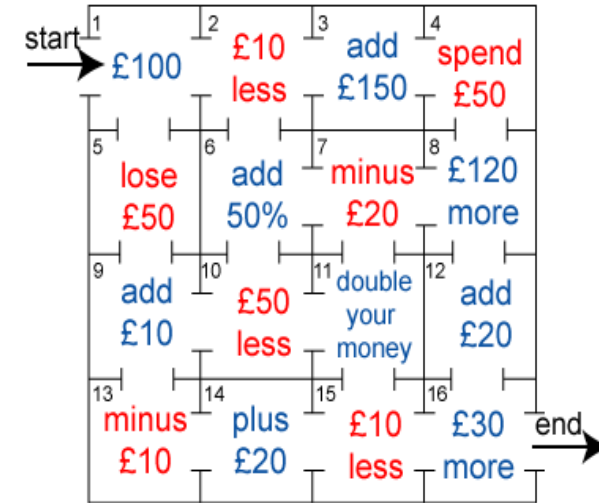 start
1
£100
2
£10
less
3
add
£150
4
spend
£50
5
lose
£50
6
add
50%
7
minus
£20
8
£120
more
9
add
£10
10
£50
less
11
double
your
money
12
add
£20
13
minus
£10
14
plus
£20
15
£10
less
16
£30
more
end